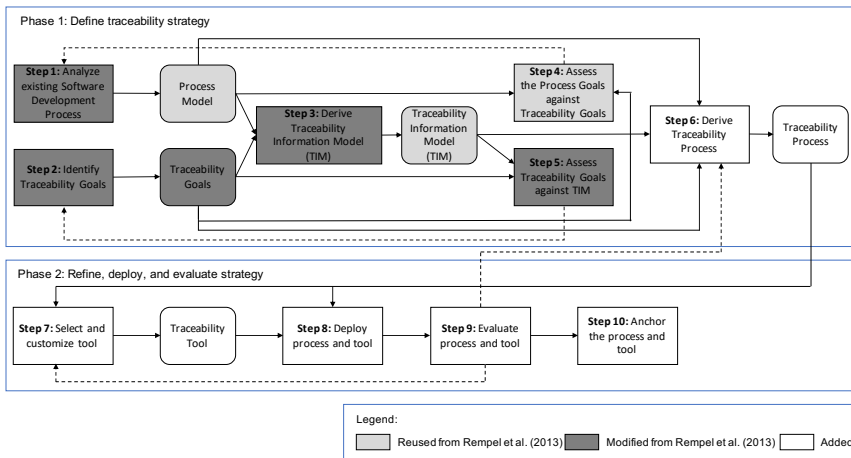 Phase 1: Define traceability strategy
Step 1: Analyze
existing Software
Development
Process
Process
Model
Step 4: Assess
the Process Goals
against
Traceability Goals
Step 3: Derive
Traceability
Information Model
(TIM)
Traceability
Information
Model
(TIM)
Step 6: Derive
Traceability
Process
Traceability
Process
Step 2: Identify
Traceability Goals
Traceability
Goals
Step 5: Assess
Traceability Goals
against TIM
Phase 2: Refine, deploy, and evaluate strategy
Step 7: Select and
customize tool
Traceability
Tool
Step 8: Deploy
process and tool
Step 9: Evaluate
process and tool
Step 10: Anchor
the process and
tool
Legend:
Reused from Rempel et al. (2013)
Modified from Rempel et al. (2013)
Added